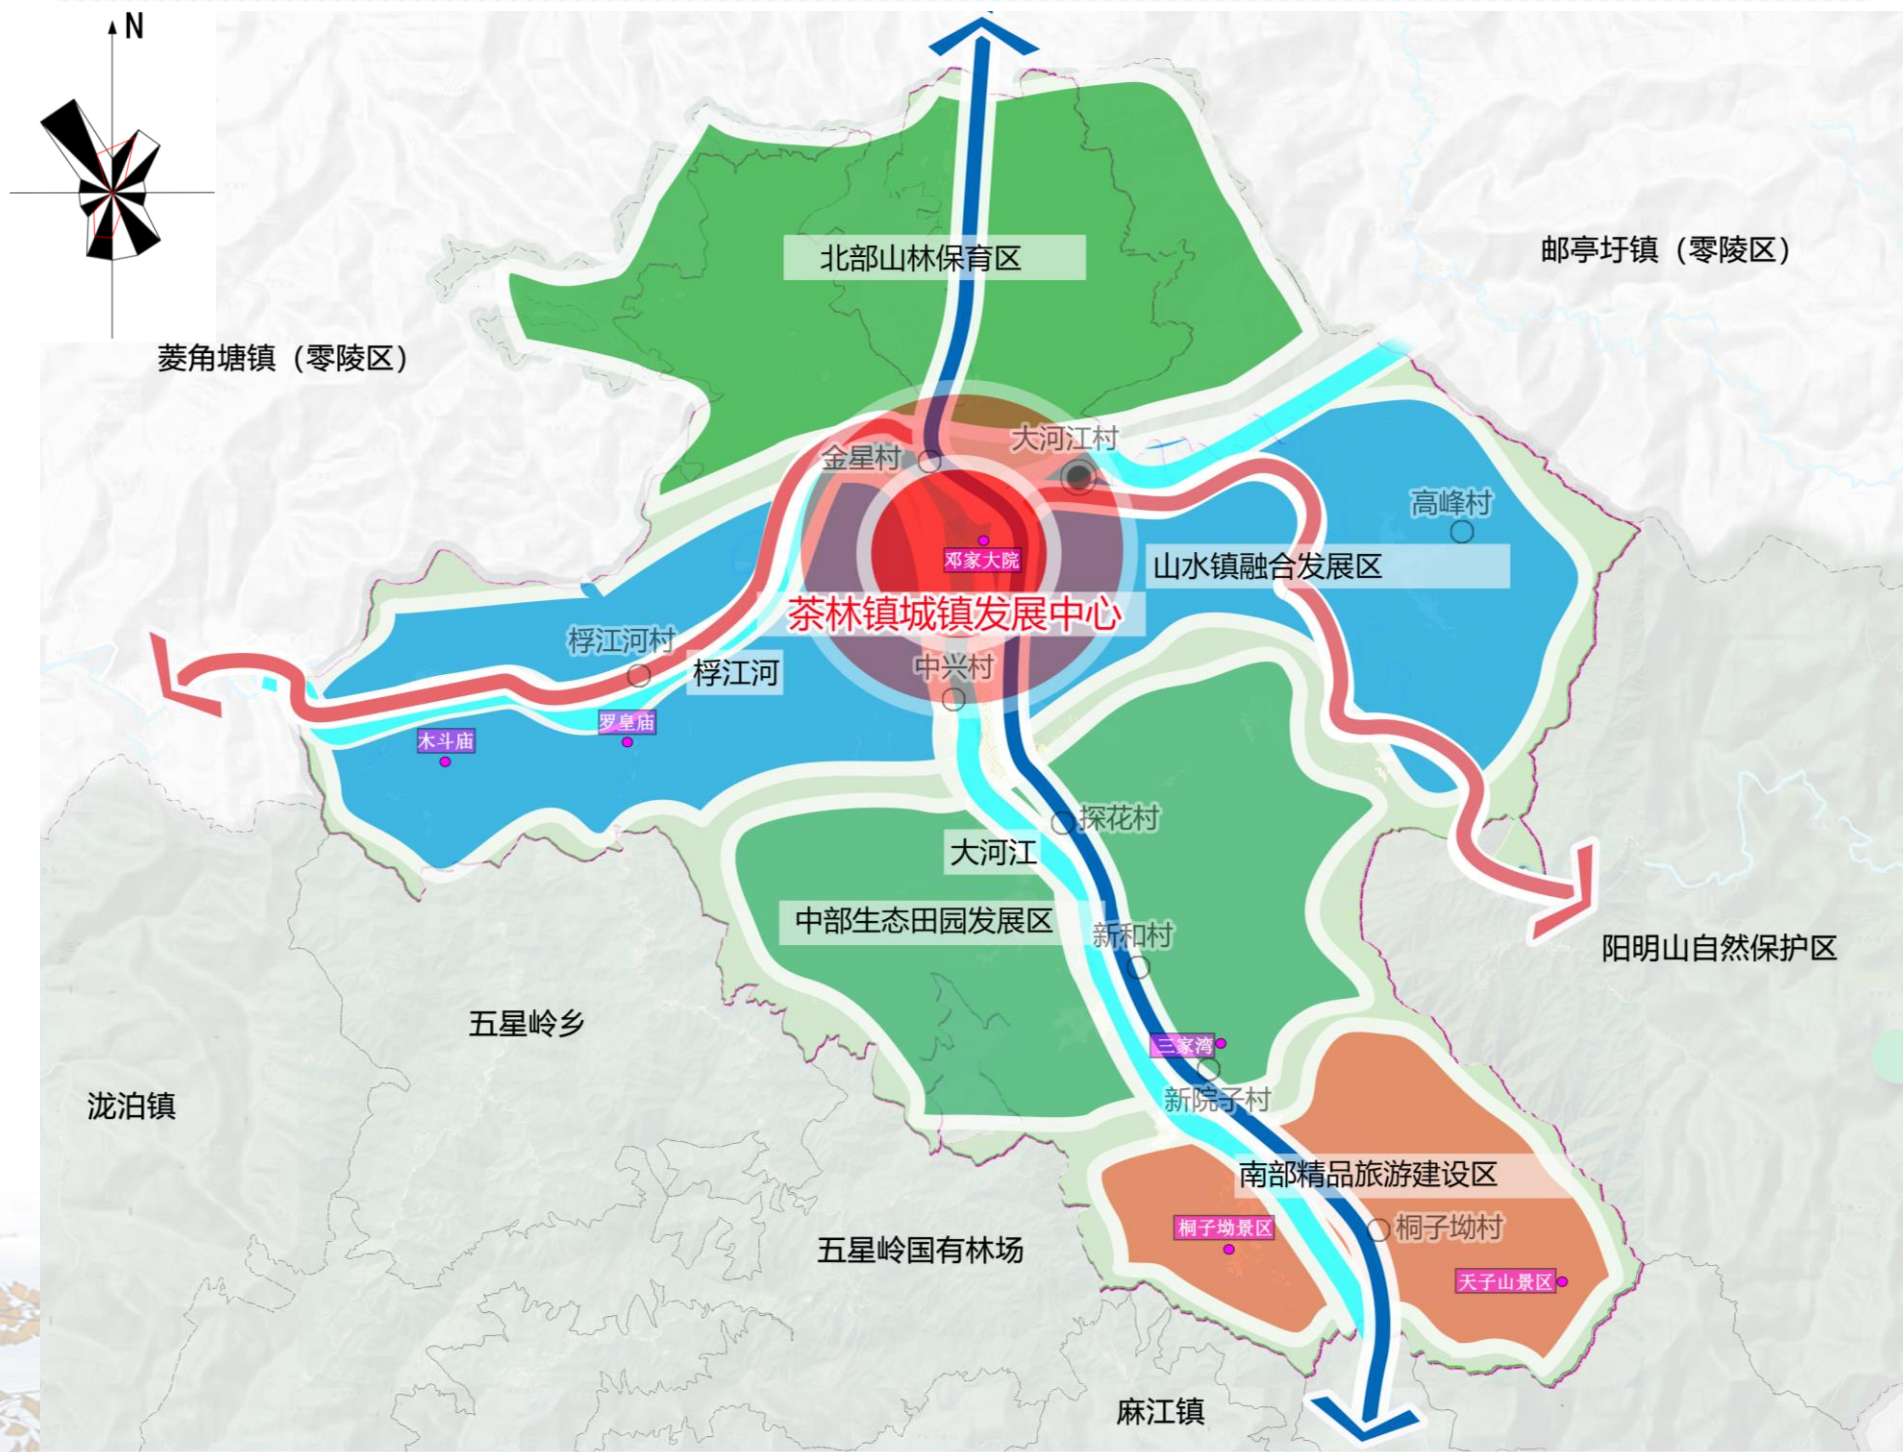 N
北部山林保育区
邮亭圩镇（零陵区）
菱角塘镇（零陵区）
大河江村
金星村
高峰村
邓家大院
山水镇融合发展区
茶林镇城镇发展中心
桴江河村
桴江河
中兴村
罗皇庙
木斗庙
探花村
大河江
中部生态田园发展区
新和村
阳明山自然保护区
五星岭乡
三家湾
新院子村
泷泊镇
南部精品旅游建设区
桐子坳景区
桐子坳村
五星岭国有林场
天子山景区
麻江镇